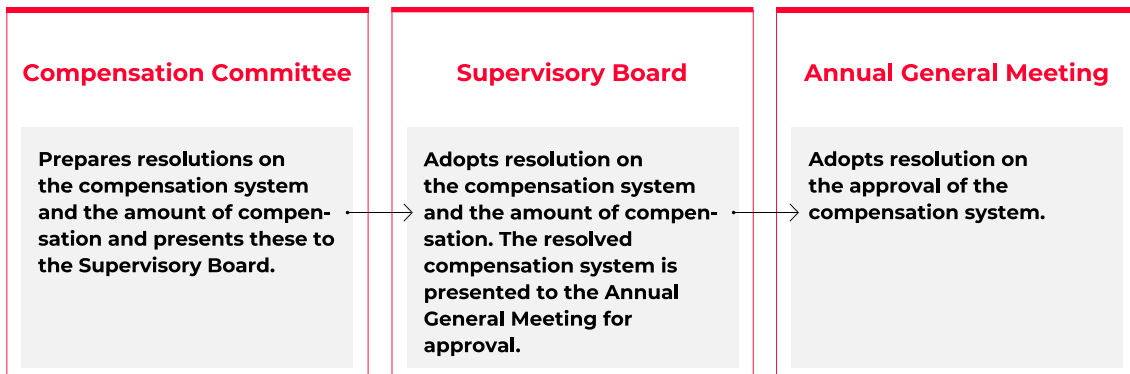 Compensation Committee
Prepares resolutions on
the compensation system
and the amount of compen-
sation and presents these to
the Supervisory Board.
Supervisory Board
Adopts resolution on
the compensation system
and the amount of compen-
sation. The resolved
compensation system is
presented to the Annual
General Meeting for
approval.
Annual General Meeting
Adopts resolution on
the approval of the
compensation system.